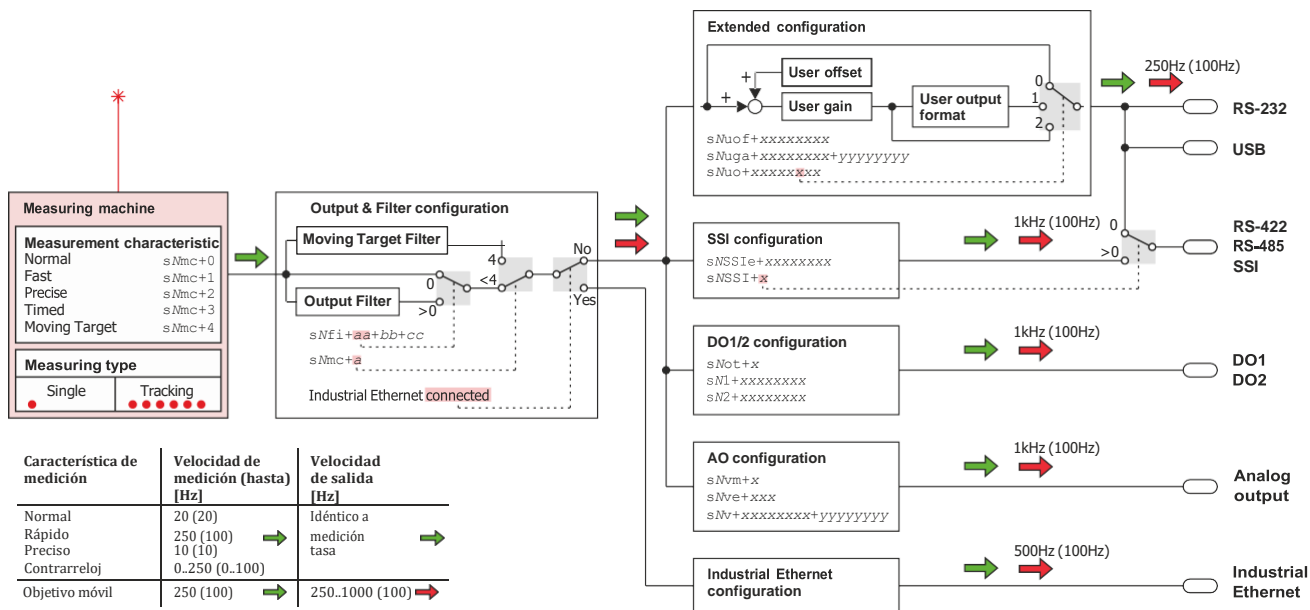 Measuring machine
Measurement characteristic
Normal sNmc+0
Fast sNmc+1
Precise sNmc+2
Timed sNmc+3
Moving Target sNmc+4
Measuring type
Single
Tracking
Output & Filter configuration
Moving Target Filter
4
<4
0
Output Filter
>0
No
Yes
sNfi+aa+bb+cc
sNmc+a
Industrial Ethernet connected
Extended configuration
User offset
+
+
User gain
User output
format
0
1
2
sNuof+xxxxxxxx
sNuga+xxxxxxxx+yyyyyyyy
sNuo+xxxxxxxx
250Hz (100Hz)
RS-232
USB
SSI configuration
sNSSIe+xxxxxxxx
sNSSI+x
1kHz (100Hz)
0
>0
RS-422
RS-485
SSI
DO1/2 configuration
sNot+x
sN1+xxxxxxxx
sN2+xxxxxxxx
1kHz (100Hz)
DO1
DO2
AO configuration
sNvm+x
sNve+xxx
sNv+xxxxxxxx+yyyyyyyy
1kHz (100Hz)
Analog
output
Industrial Ethernet
configuration
500Hz (100Hz)
Industrial
Ethernet
Característica de
medición
Velocidad de
medición (hasta)
[Hz]
Velocidad
de salida
[Hz]
Normal 20 (20) Idéntico a
Rápido 250 (100) medición
Preciso 10 (10) tasa
Contrarreloj 0..250 (0..100)
Objetivo móvil 250 (100) 250..1000 (100)